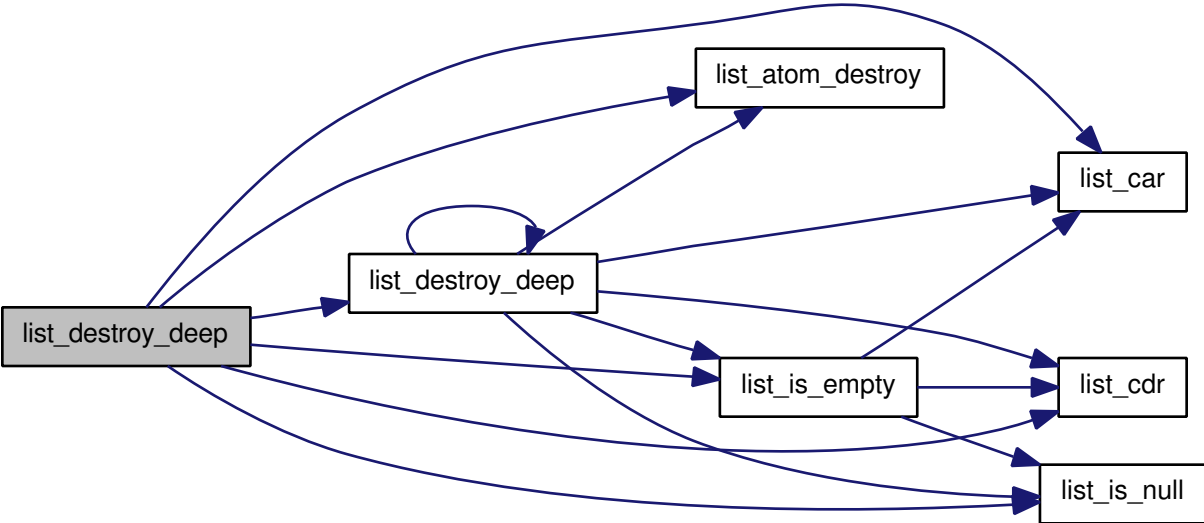 list_atom_destroy
list_car
list_destroy_deep
list_destroy_deep
list_is_empty
list_cdr
list_is_null